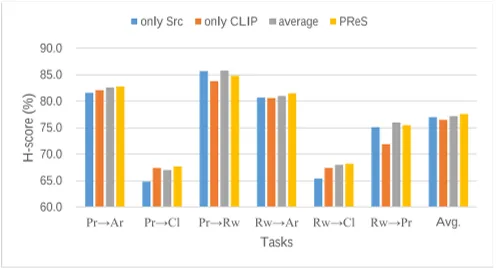 only Src only CLIP average PReS
90.0
85.0
80.0
75.0
70.0
65.0
60.0
H-score (%)
Pr→Ar Pr→Cl Pr→Rw Rw→Ar Rw→Cl Rw→Pr Avg.
Tasks